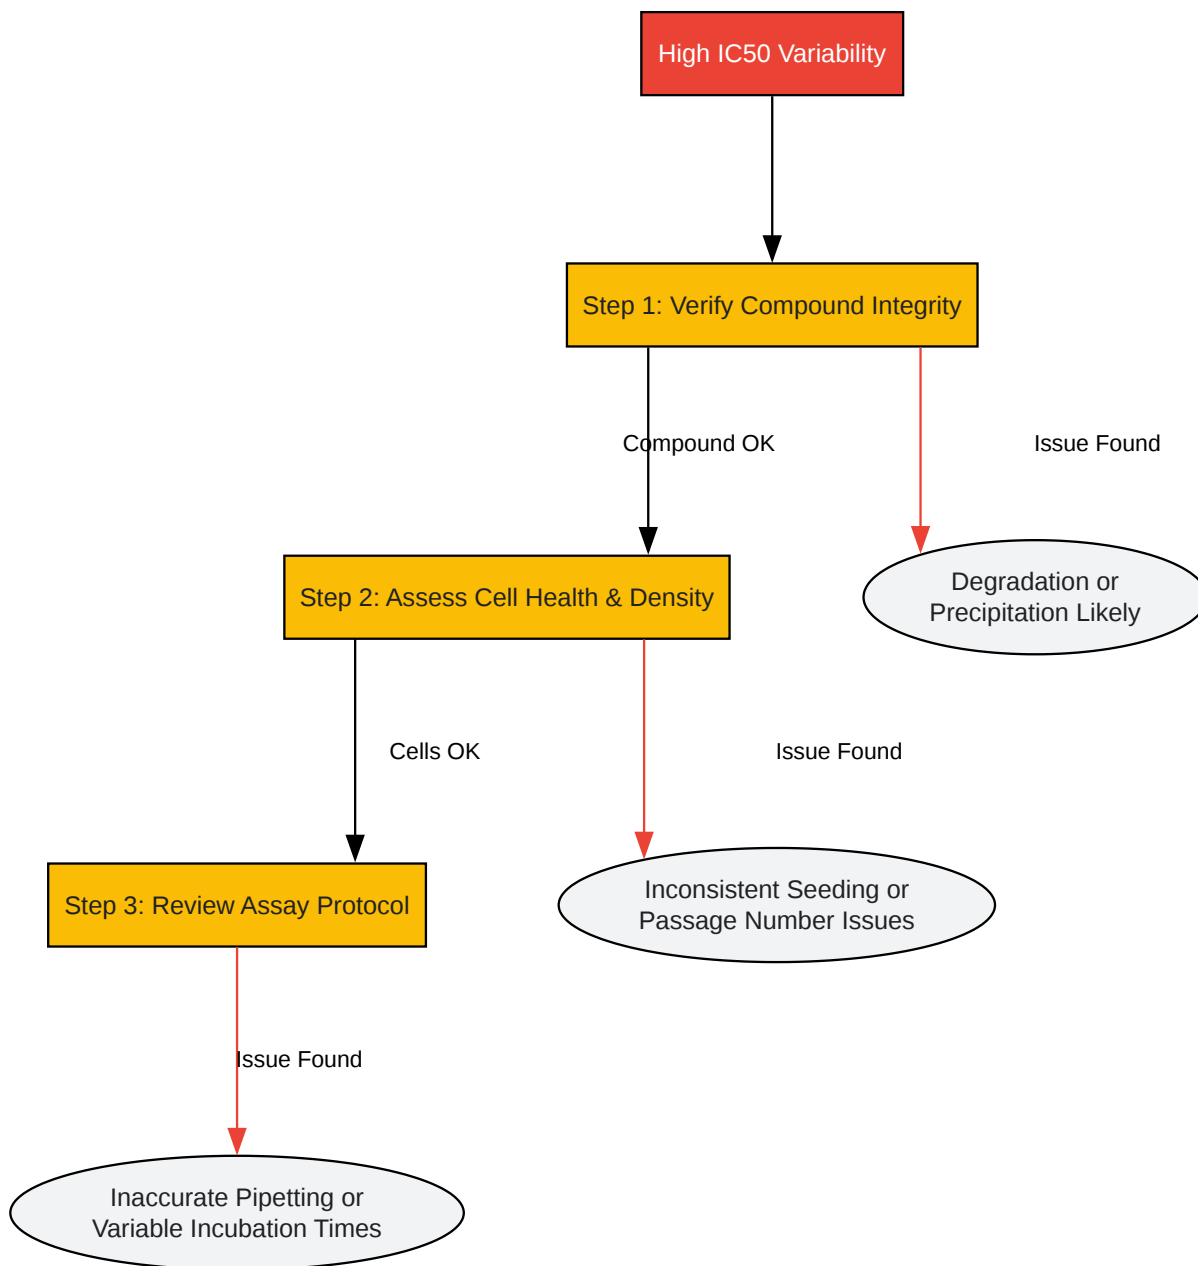 High IC50 Variability
Step 1: Verify Compound Integrity
Compound OK
Issue Found
Step 2: Assess Cell Health & Density
Degradation or
Precipitation Likely
Cells OK
Issue Found
Step 3: Review Assay Protocol
Inconsistent Seeding or
Passage Number Issues
Issue Found
Inaccurate Pipetting or
Variable Incubation Times